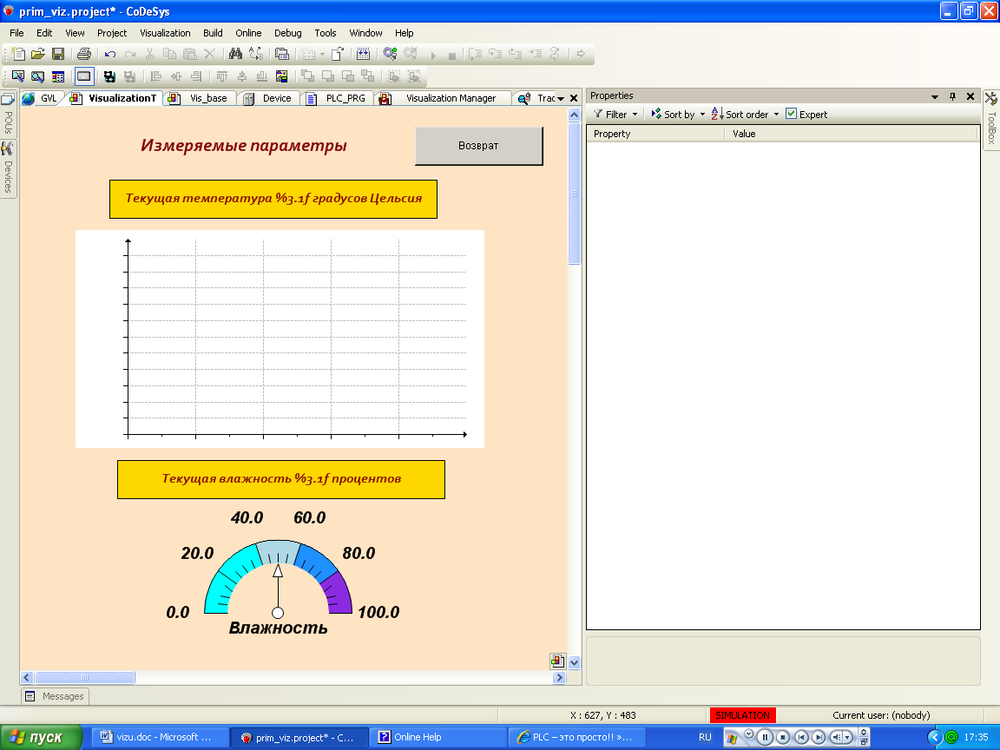 prim_viz.project* - CoDeSys
File Edit View Project Visualization Build Online Debug Tools Window Help
GVL VisualizationT Vis_base Device PLC_PRG Visualization Manager Trac
Properties
Filter Sort by Sort order Expert
Property Value
POUs
Devices
ToolBox
Измеряемые параметры
Возврат
Текущая температура %3.1f градусов Цельсия
Текущая влажность %3.1f процентов
40.0 60.0
20.0 80.0
0.0 100.0
Влажность
Messages
X : 627, Y : 483 SIMULATION Current user: (nobody)
пуск vizu.doc - Microsoft ... prim_viz.project* - C... Online Help PLC – это просто!! »... RU 17:35